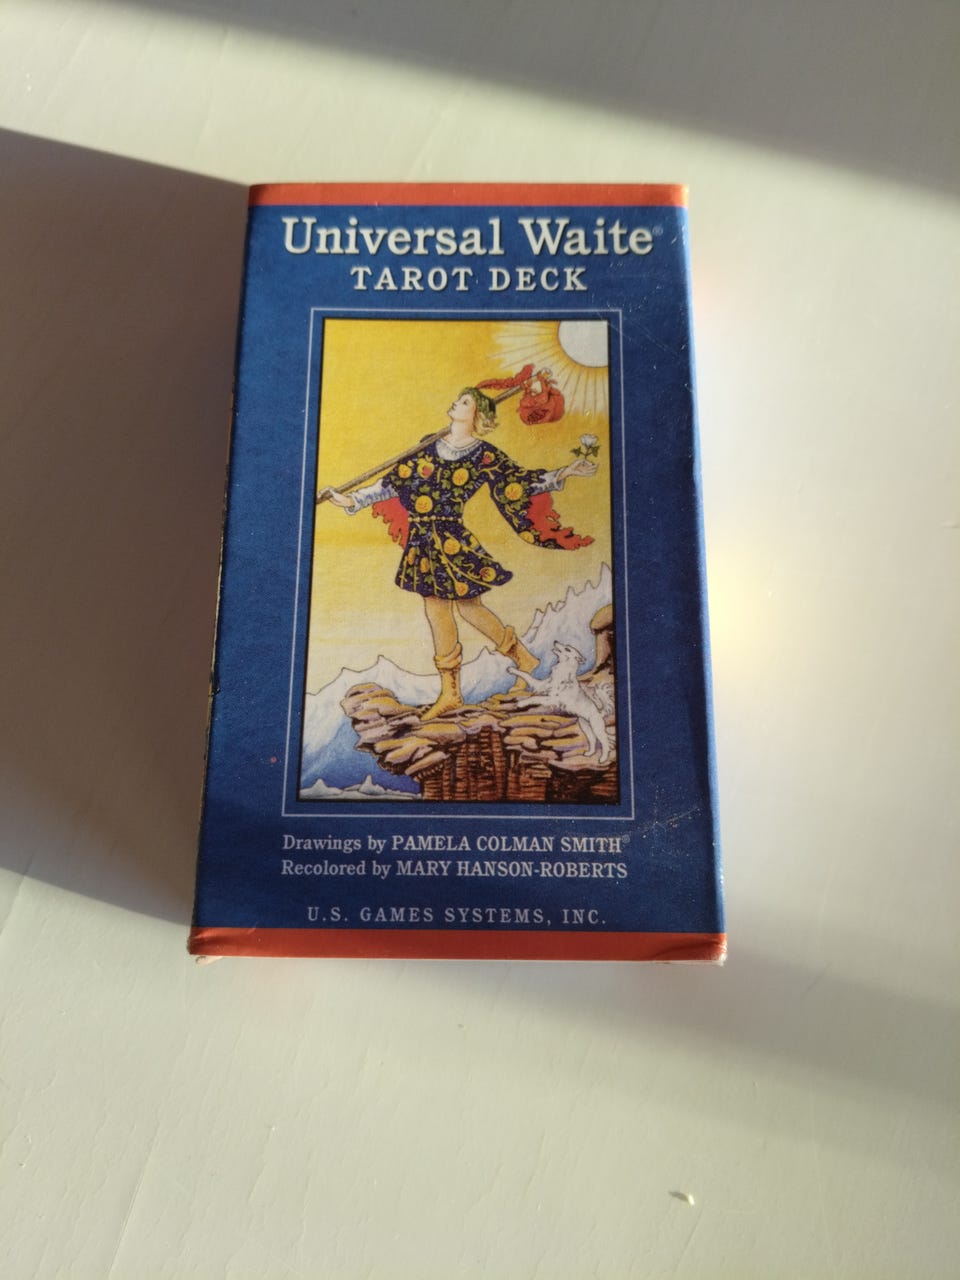 Universal Waite®
TAROT DECK
Drawings by PAMELA COLMAN SMITH®
Recolored by MARY HANSON-ROBERTS
U.S. GAMES SYSTEMS, INC.